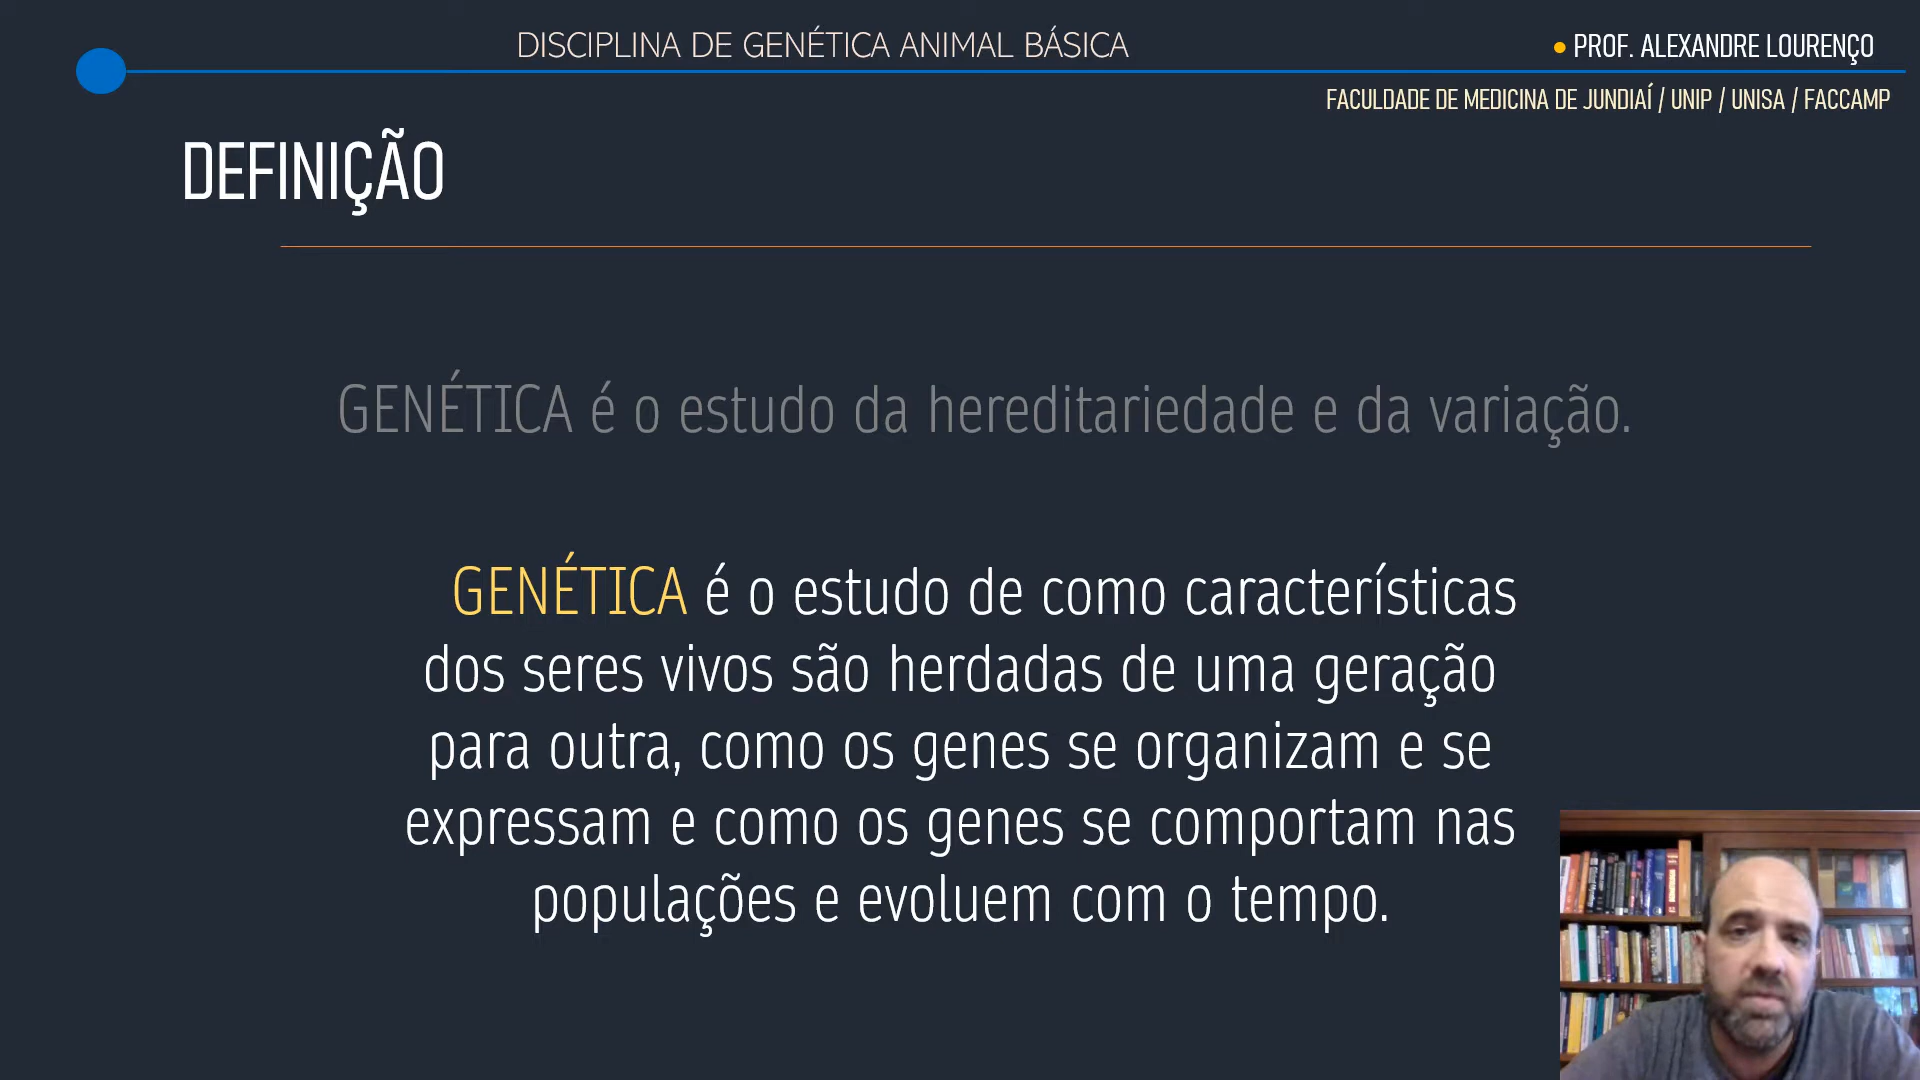 DISCIPLINA DE GENÉTICA ANIMAL BÁSICA
• PROF. ALEXANDRE LOURENÇO
FACULDADE DE MEDICINA DE JUNDIAÍ / UNIP / UNISA / FACCAMP
DEFINIÇÃO
GENÉTICA é o estudo da hereditariedade e da variação.
GENÉTICA é o estudo de como características
dos seres vivos são herdadas de uma geração
para outra, como os genes se organizam e se
expressam e como os genes se comportam nas
populações e evoluem com o tempo.